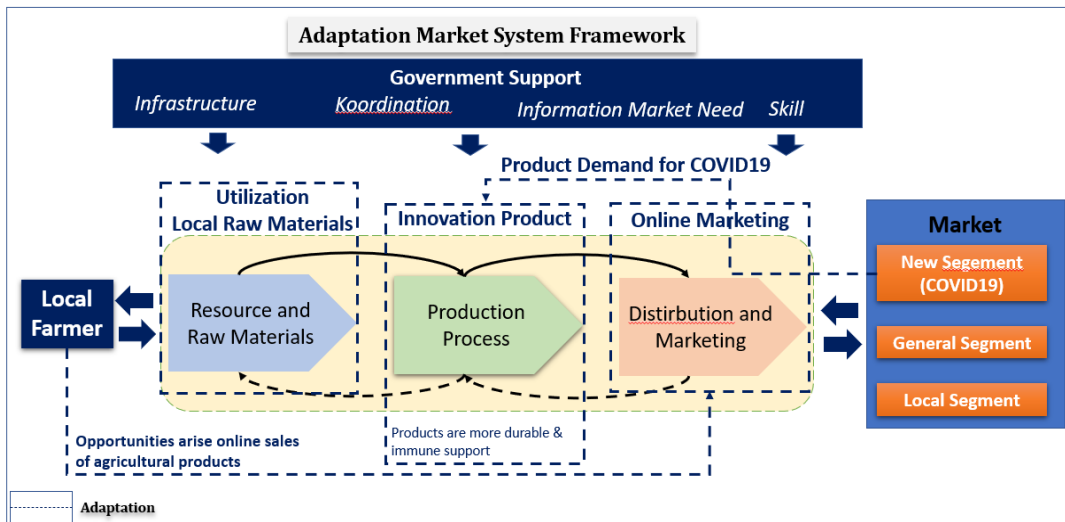 Adaptation Market System Framework
Government Support
Infrastructure
Koordination
Information Market Need
Skill
Product Demand for COVID19
Utilization
Local Raw Materials
Innovation Product
Online Marketing
Market
New Segement
(COVID19)
General Segment
Local Segment
Local
Farmer
Resource and
Raw Materials
Production
Process
Distirbution and
Marketing
Opportunities arise online sales
of agricultural products
Products are more durable &
immune support
Adaptation